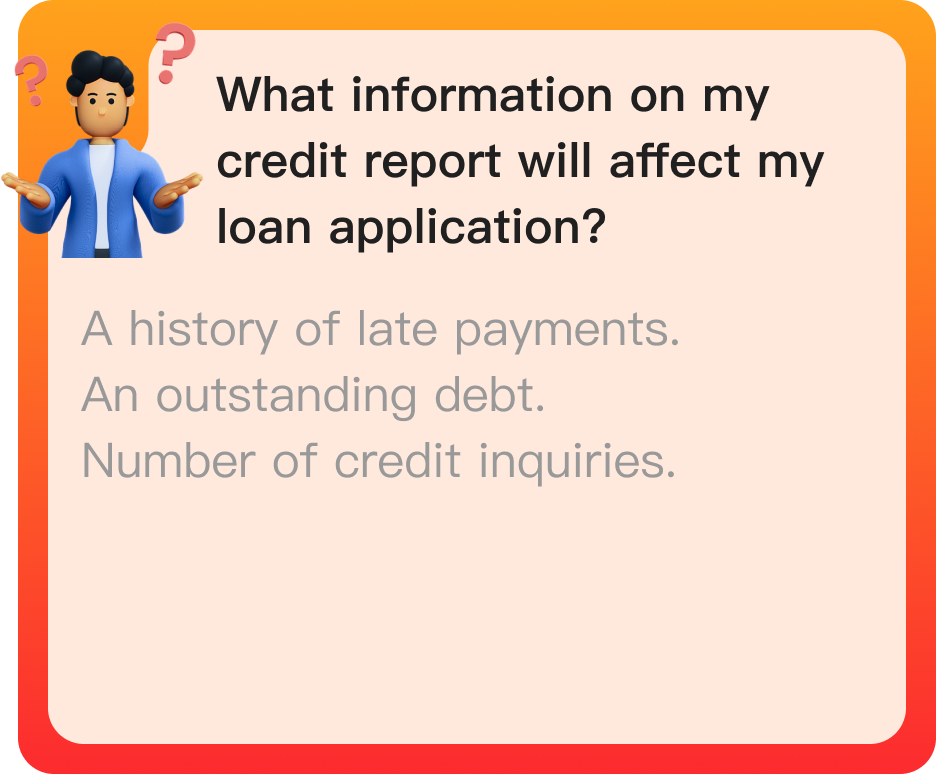 What information on my
credit report will affect my
loan application?
A history of late payments.
An outstanding debt.
Number of credit inquiries.